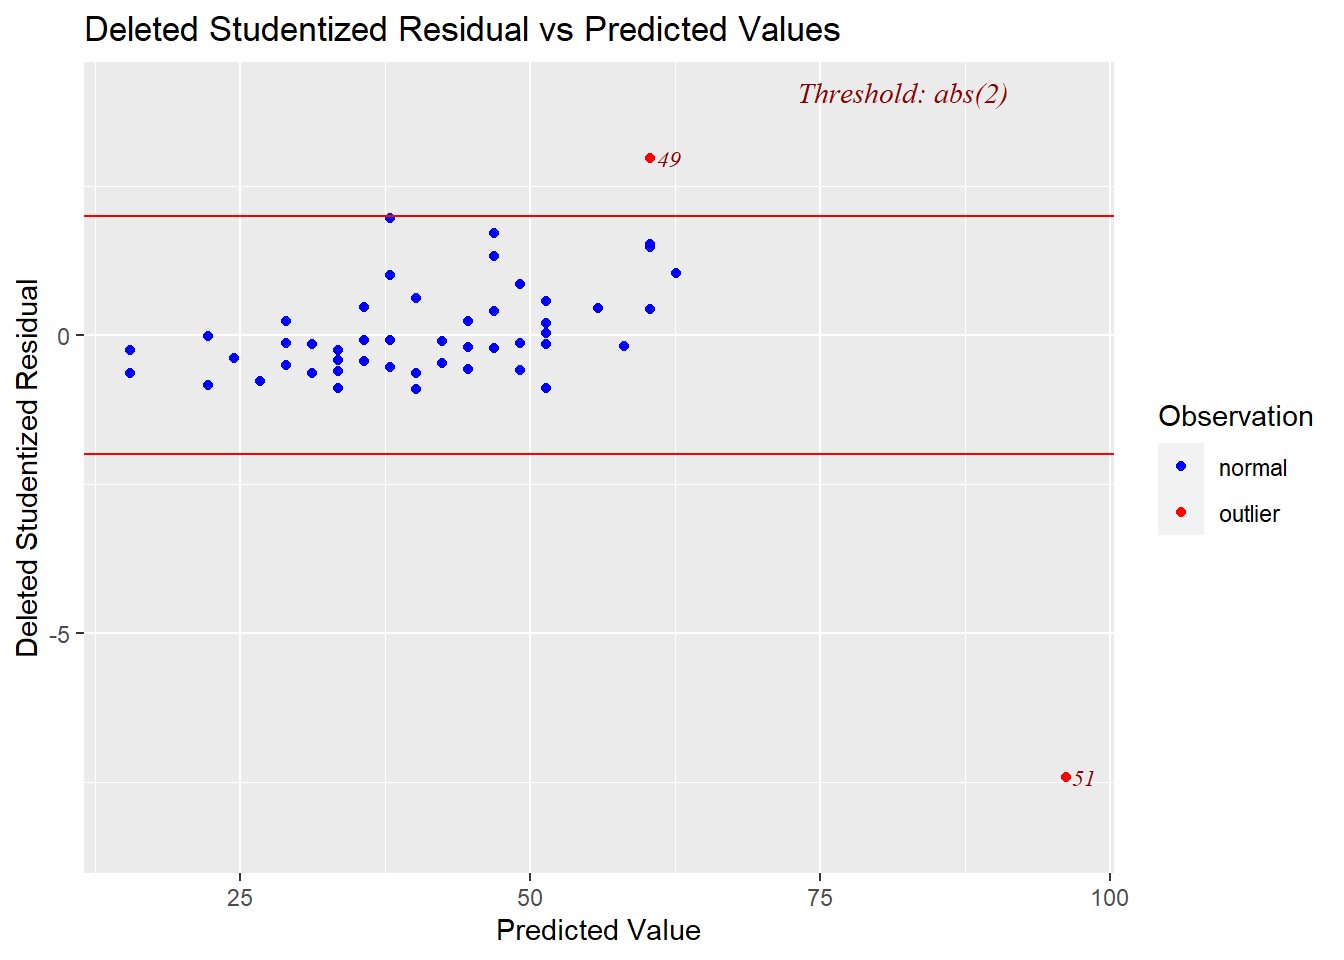 Deleted Studentized Residual vs Predicted Values
Threshold: abs(2)
49
51
0
-5
Deleted Studentized Residual
25
50
75
100
Predicted Value
Observation
normal
outlier